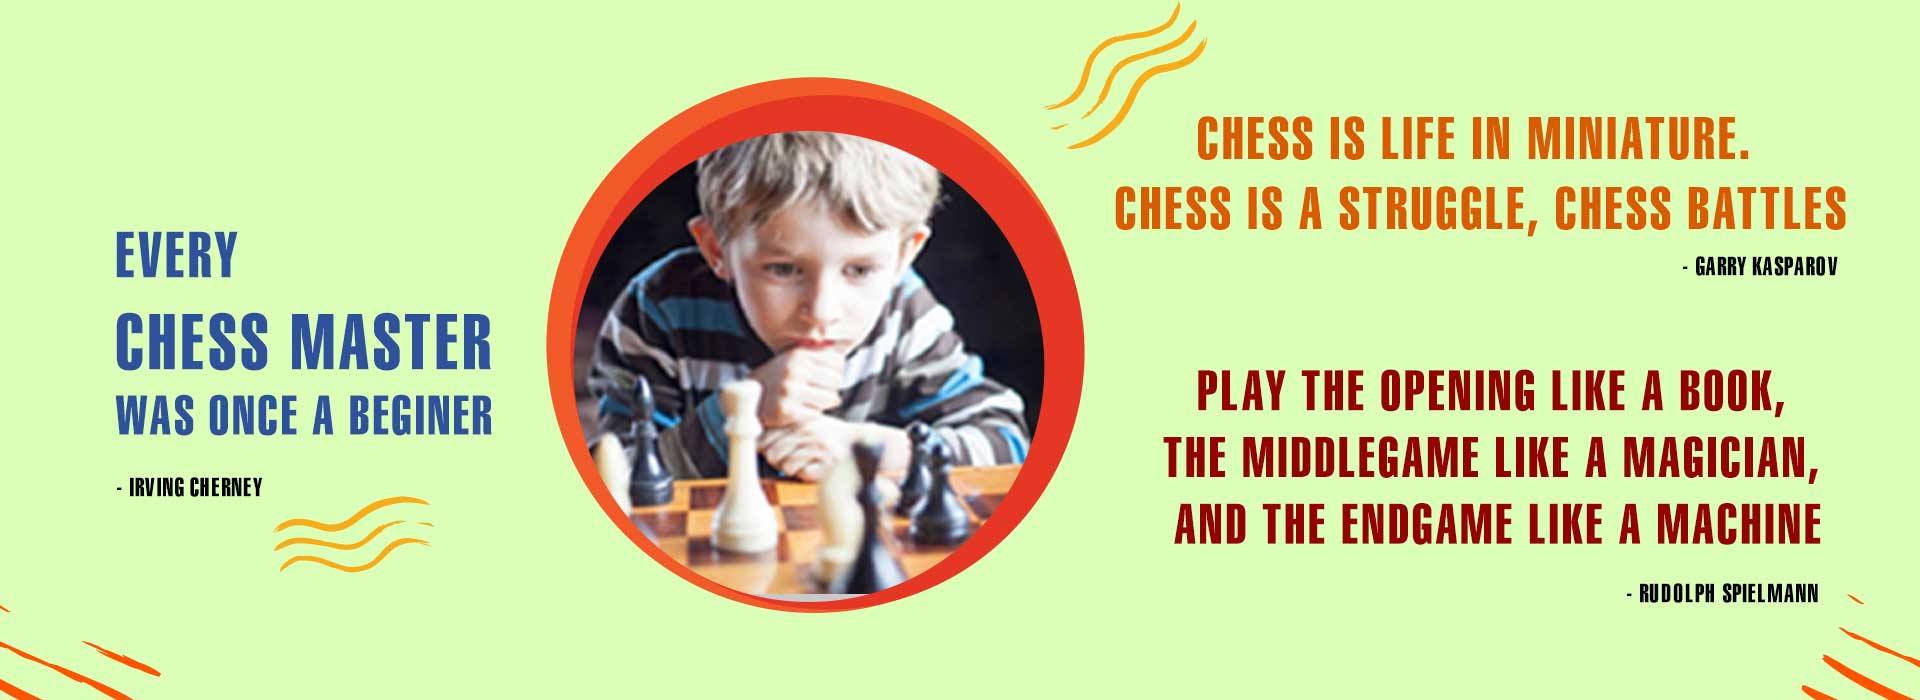 EVERY
CHESS MASTER
WAS ONCE A BEGINER
- IRVING CHERNEY
CHESS IS LIFE IN MINIATURE.
CHESS IS A STRUGGLE, CHESS BATTLES
- GARRY KASPAROV
PLAY THE OPENING LIKE A BOOK,
THE MIDDLEGAME LIKE A MAGICIAN,
AND THE ENDGAME LIKE A MACHINE
- RUDOLPH SPIELMANN